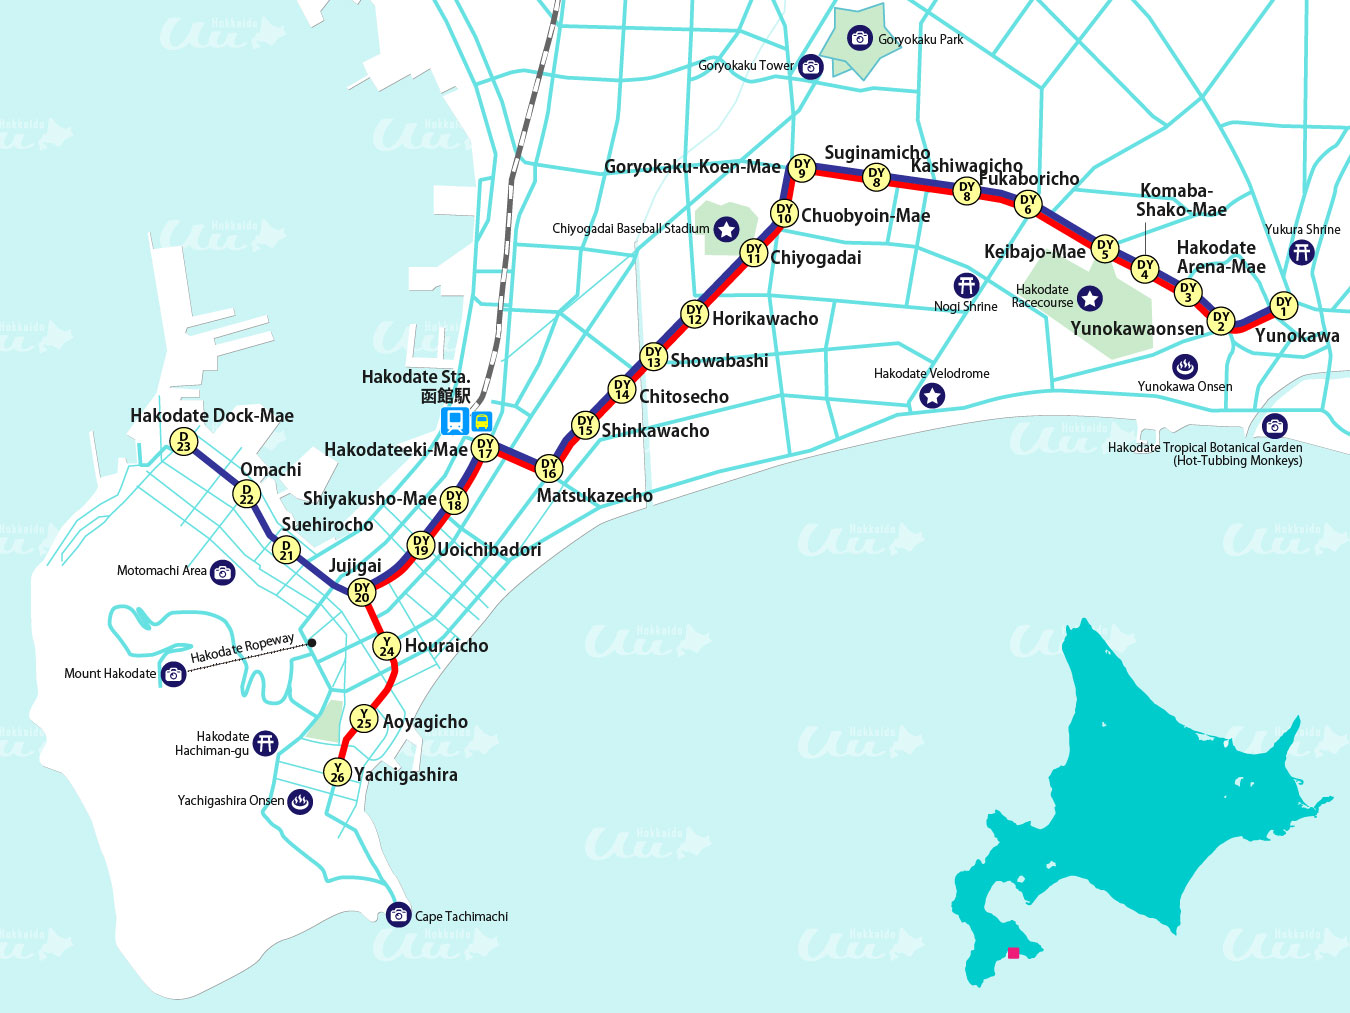 Goryokaku Park
Goryokaku Tower
Suginamicho
Kashiwagicho
Fukaboricho
Goryokaku-Koen-Mae
DY
9
DY
8
DY
8
DY
6
Komaba-
Shako-Mae
Chuobyoin-Mae
DY
10
Chiyogadai Baseball Stadium
Yukura Shrine
Keibajo-Mae
DY
5
Hakodate
Arena-Mae
DY
11
Chiyogadai
DY
4
Hakodate
Racecourse
DY
3
Nogi Shrine
DY
1
DY
12
Horikawacho
Yunokawaonsen
DY
2
Yunokawa
DY
13
Showabashi
Hakodate Velodrome
Yunokawa Onsen
Hakodate Sta.
函館駅
DY
14
Chitosecho
Hakodate Dock-Mae
D
23
DY
15
Shinkawacho
Hakodateeki-Mae
DY
17
Hakodate Tropical Botanical Garden
(Hot-Tubbing Monkeys)
Omachi
D
22
DY
16
Matsukazecho
Shiyakusho-Mae
DY
18
Suehirocho
D
21
DY
19
Uoichibadori
Motomachi Area
Jujigai
DY
20
Hakodate Ropeway
Y
24
Houraicho
Mount Hakodate
Y
25
Aoyagicho
Hakodate
Hachiman-gu
Y
26
Yachigashira
Yachigashira Onsen
Cape Tachimachi
Hokkaido
uu